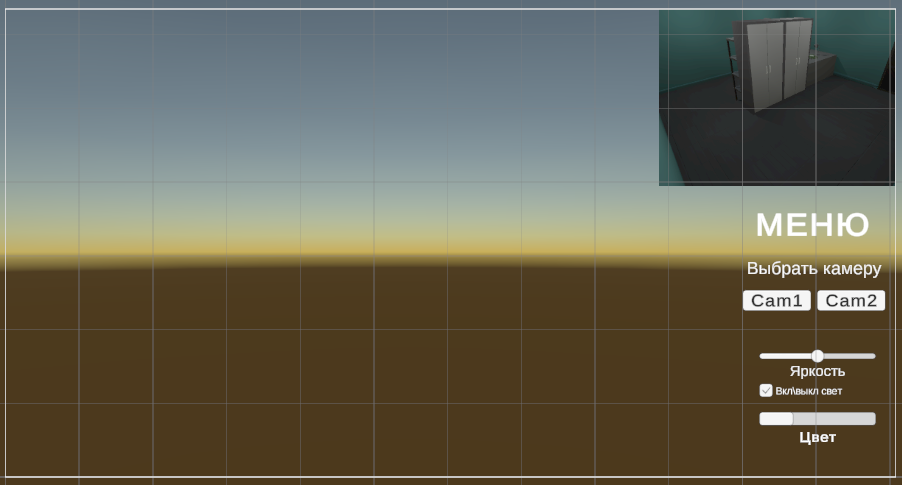 МЕНЮ
Выбрать камеру
Cam1 Cam2
Яркость
Вкл\выкл свет
Цвет